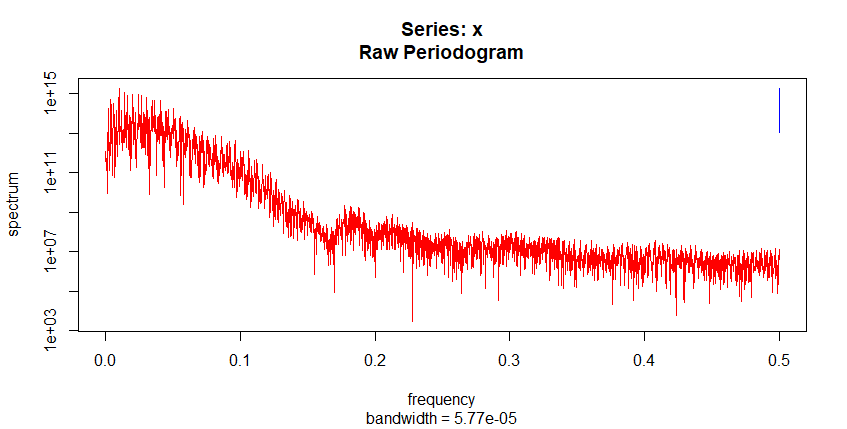 Series: x
Raw Periodogram
spectrum
1e+15
1e+11
1e+07
1e+03
0.0 0.1 0.2 0.3 0.4 0.5
frequency
bandwidth = 5.77e-05